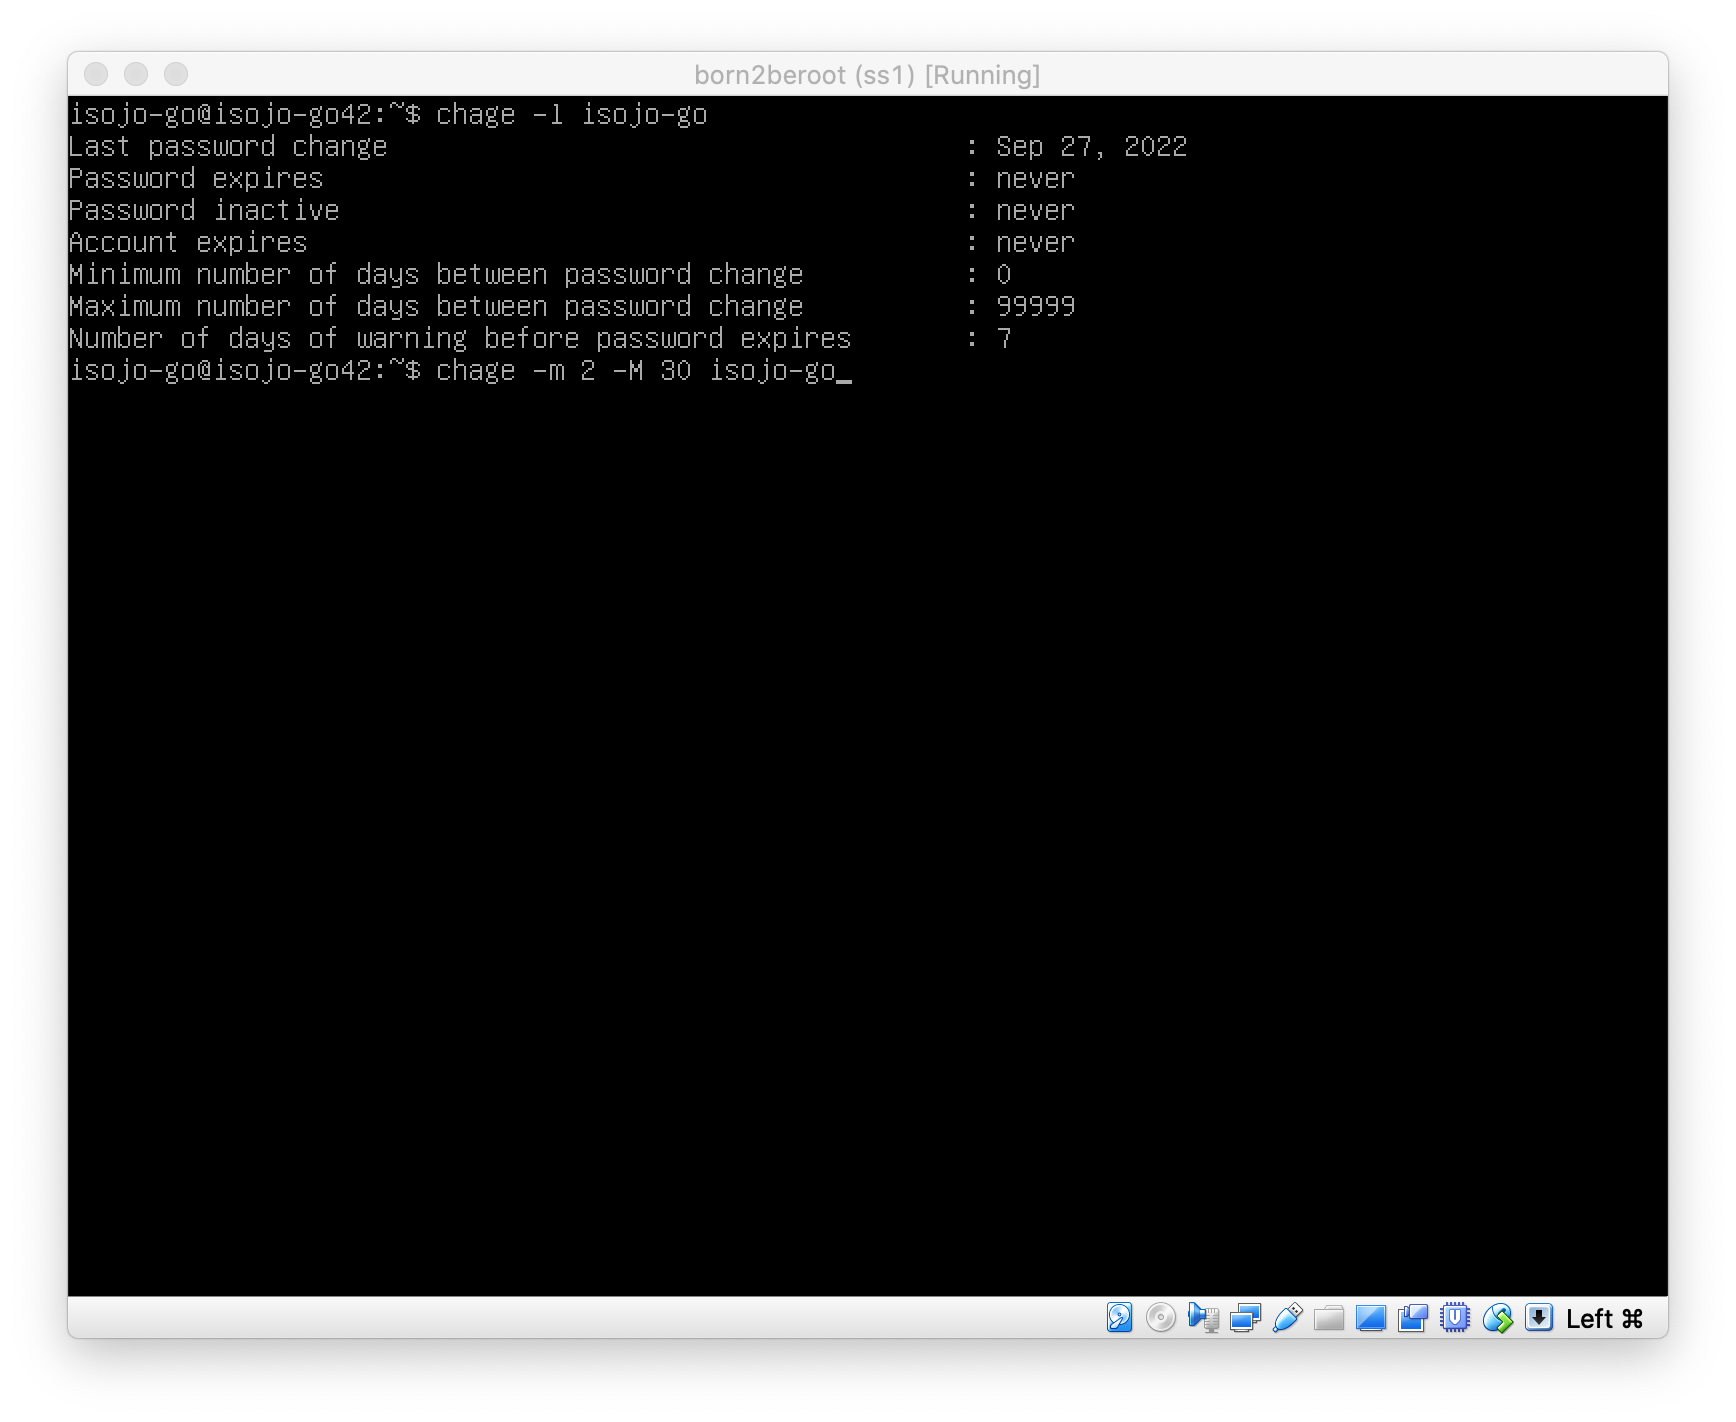 born2beroot (ss1) [Running]
isojo-go@isojo-go42:~$ chage -l isojo-go
Last password change : Sep 27, 2022
Password expires : never
Password inactive : never
Account expires : never
Minimum number of days between password change : 0
Maximum number of days between password change : 99999
Number of days of warning before password expires : 7
isojo-go@isojo-go42:~$ chage -m 2 -M 30 isojo-go_
Left ⌘